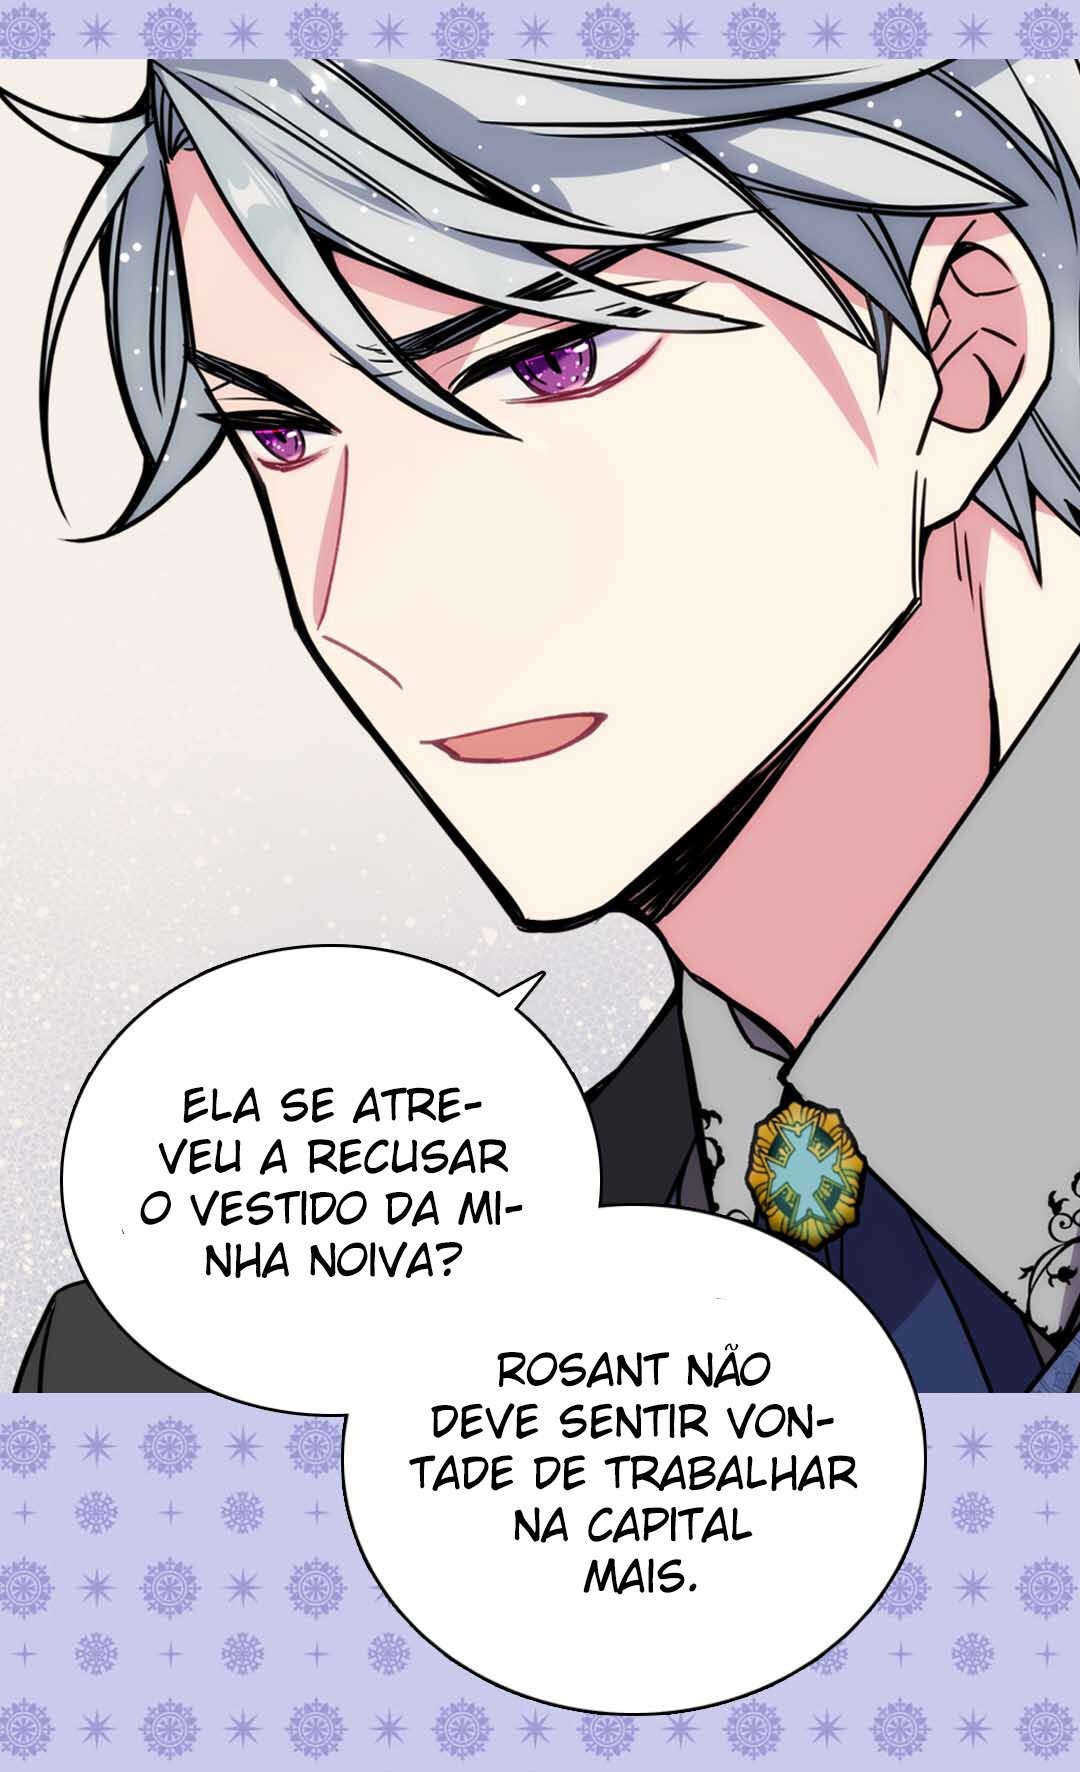 ELA SE ATRE-
VEU A RECUSAR
O VESTIDO DA MI-
NHA NOIVA?
ROSANT NÃO
DEVE SENTIR VON-
TADE DE TRABALHAR
NA CAPITAL
MAIS.